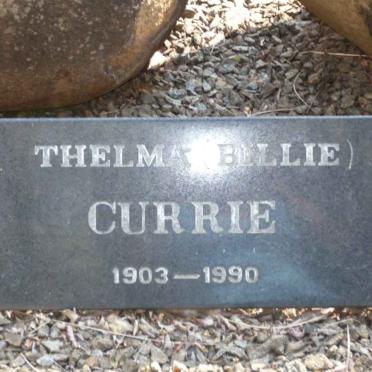 THELMA (BILLIE)
CURRIE
1903—1990